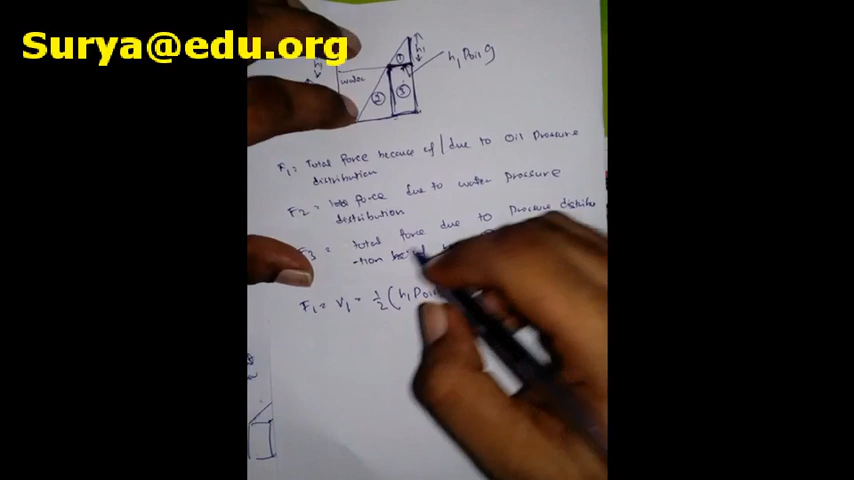 Surya@edu.org
h1
h1 ρoil g
water
1
2
3
F1 = Total force because of / due to oil pressure
distribution
F2 = total force due to water pressure
distribution
F3 = total force due to pressure distribu
-tion
F1 = V1 = 1/2 (h1 ρoil